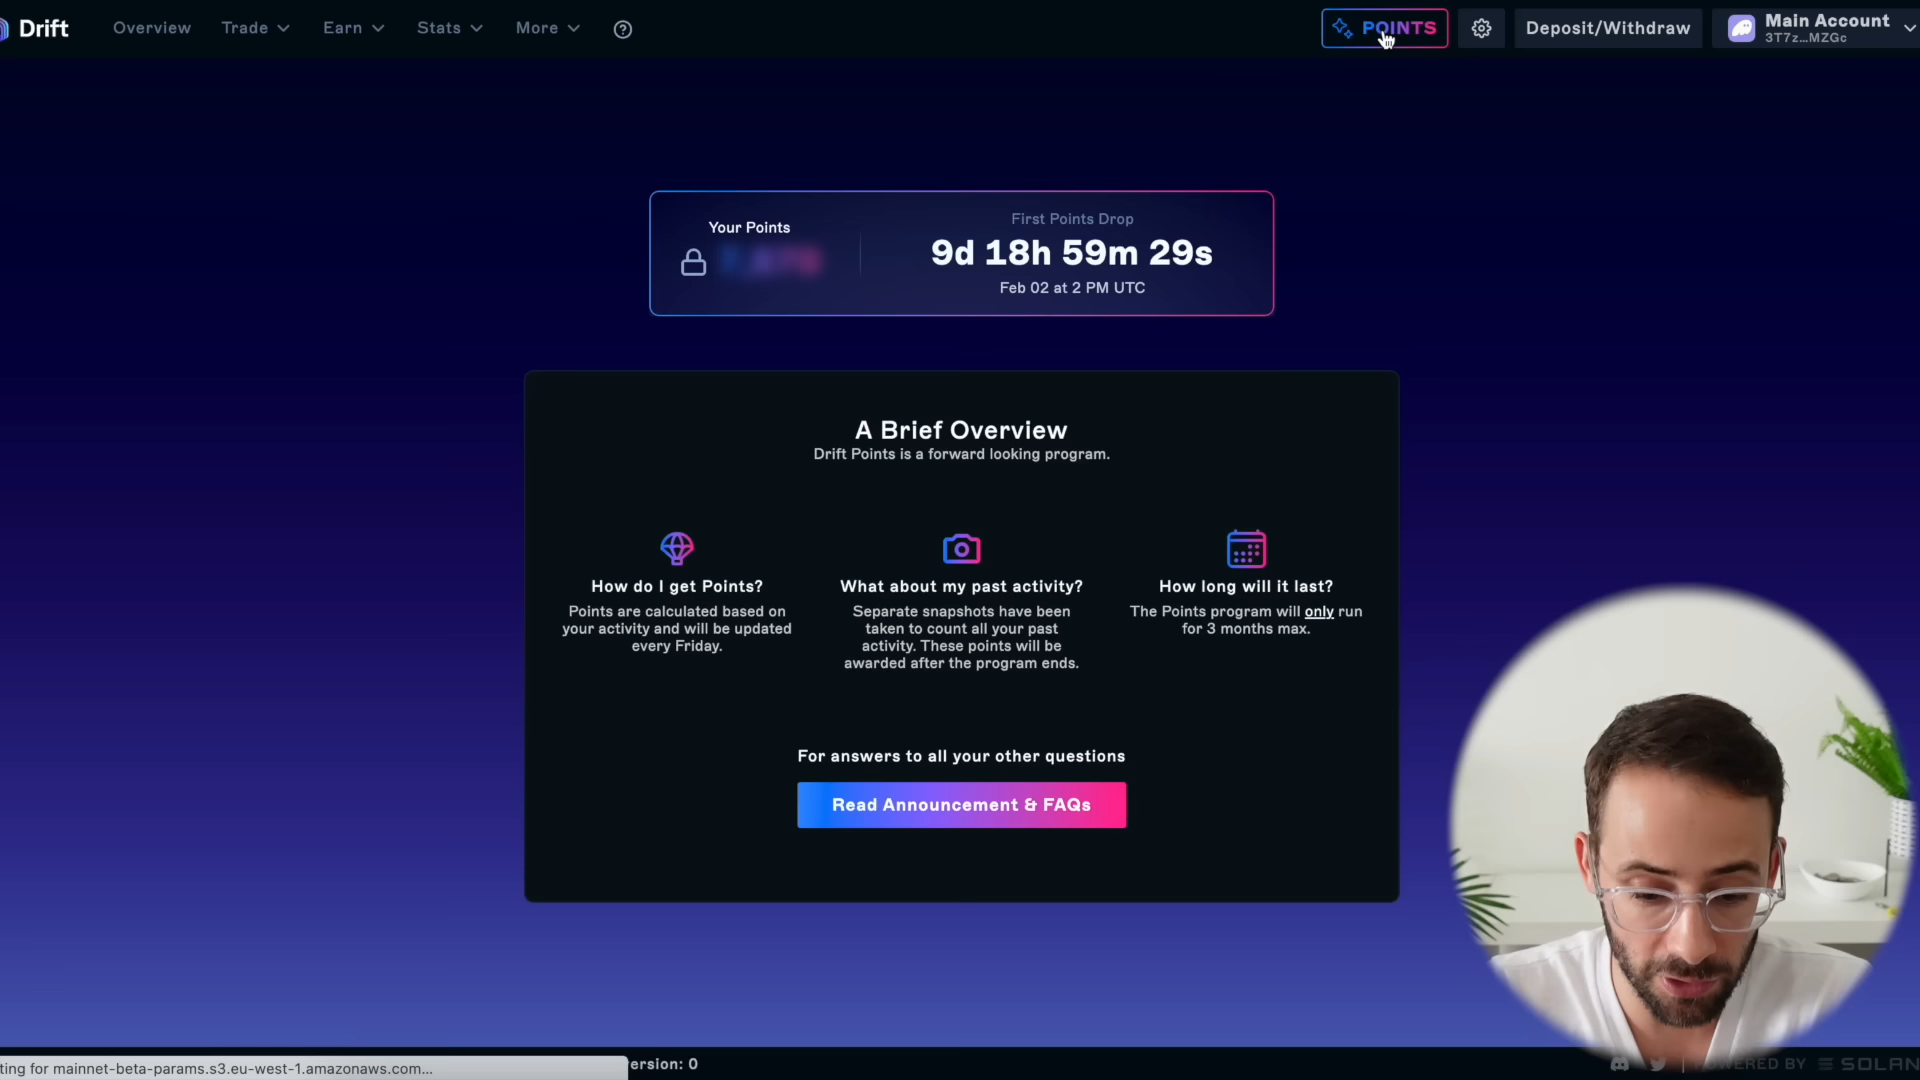 Drift Overview Trade Earn Stats More POINTS Deposit/Withdraw Main Account
3T7z...MZGc
Your Points
First Points Drop
9d 18h 59m 29s
Feb 02 at 2 PM UTC
A Brief Overview
Drift Points is a forward looking program.
How do I get Points?
Points are calculated based on
your activity and will be updated
every Friday.
What about my past activity?
Separate snapshots have been
taken to count all your past
activity. These points will be
awarded after the program ends.
How long will it last?
The Points program will only run
for 3 months max.
For answers to all your other questions
Read Announcement & FAQs
ting for mainnet-beta-params.s3.eu-west-1.amazonaws.com...
ersion: 0
POWERED BY SOLAN